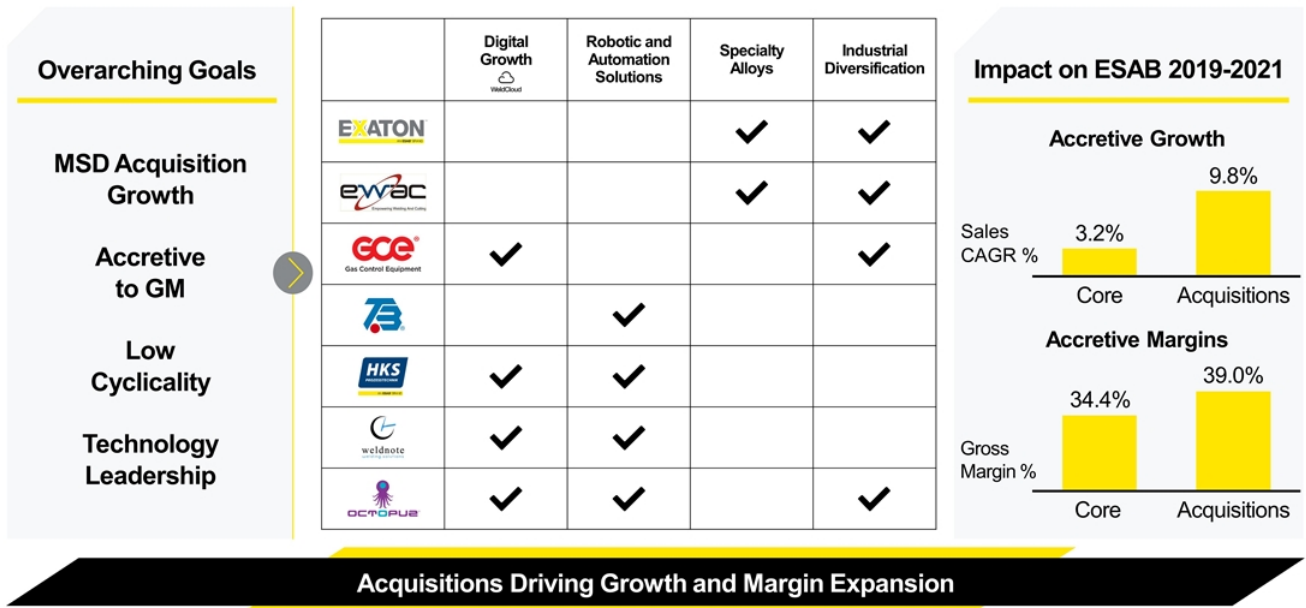 Overarching Goals
MSD Acquisition
Growth
Accretive
to GM
Low
Cyclicality
Technology
Leadership
Digital
Growth
WeldCloud
Robotic and
Automation
Solutions
Specialty
Alloys
Industrial
Diversification
EXATON
ewac
Empowering Welding And Cutting
GCE®
Gas Control Equipment
HKS
PROZESSTECHNIK
weldnote
welding solutions
OCTOPUZ
Impact on ESAB 2019-2021
Accretive Growth
9.8%
Sales
CAGR %
3.2%
Core
Acquisitions
Accretive Margins
39.0%
34.4%
Gross
Margin %
Core
Acquisitions
Acquisitions Driving Growth and Margin Expansion